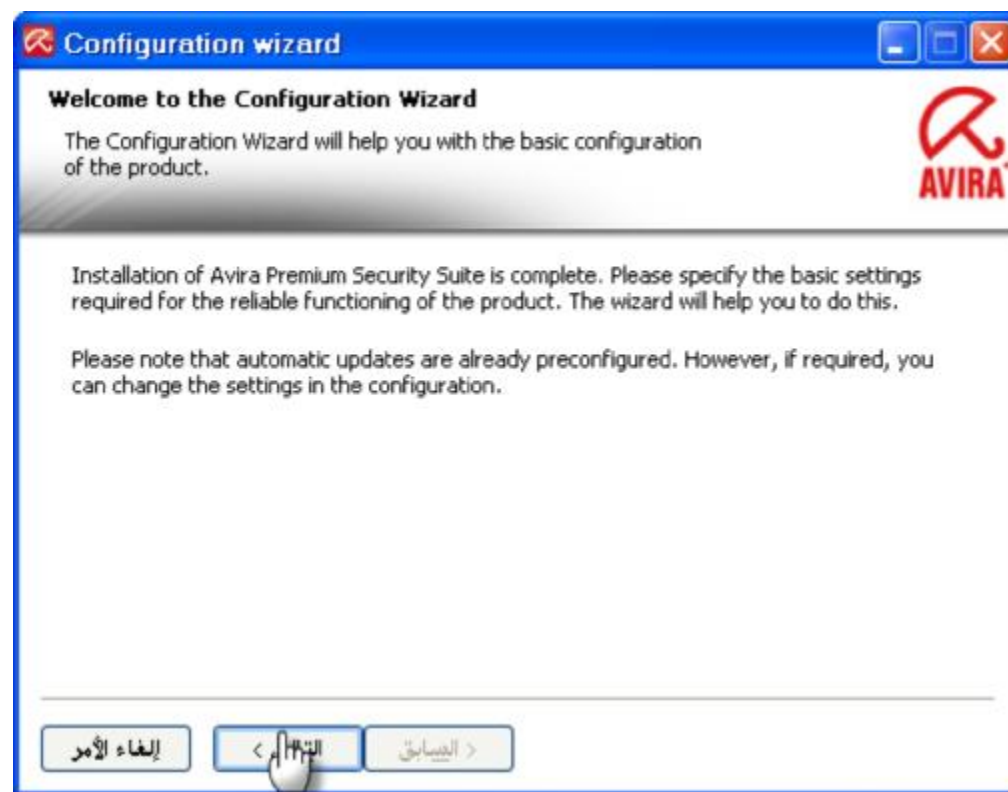 Configuration wizard
Welcome to the Configuration Wizard
The Configuration Wizard will help you with the basic configuration
of the product.
AVIRA
Installation of Avira Premium Security Suite is complete. Please specify the basic settings
required for the reliable functioning of the product. The wizard will help you to do this.
Please note that automatic updates are already preconfigured. However, if required, you
can change the settings in the configuration.
< السابق
>
إلغاء الأمر